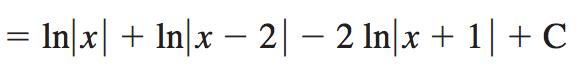 = ln|x| + ln|x − 2| − 2 ln|x + 1| + C